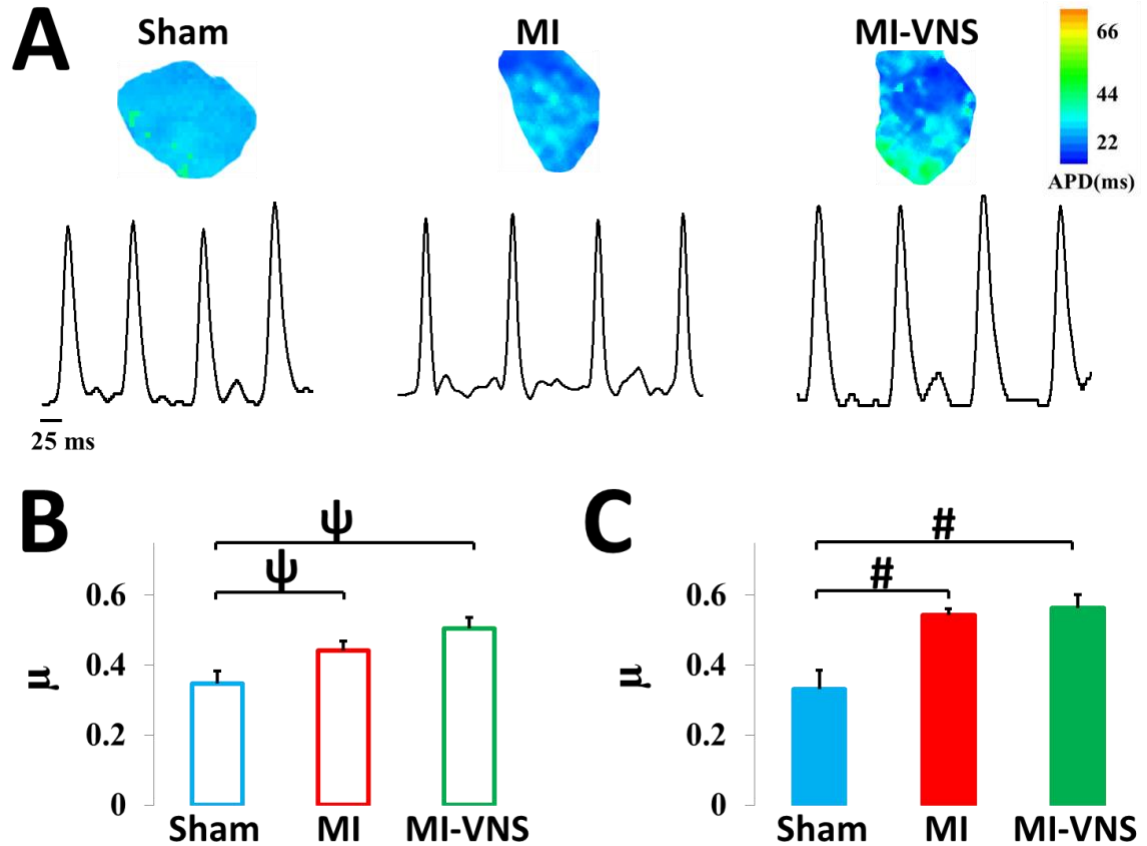 A
Sham
MI
MI-VNS
66
44
22
APD(ms)
25 ms
B
ψ
ψ
0.6
0.4
0.2
0
μ
Sham
MI
MI-VNS
C
#
#
0.6
0.4
0.2
0
μ
Sham
MI
MI-VNS